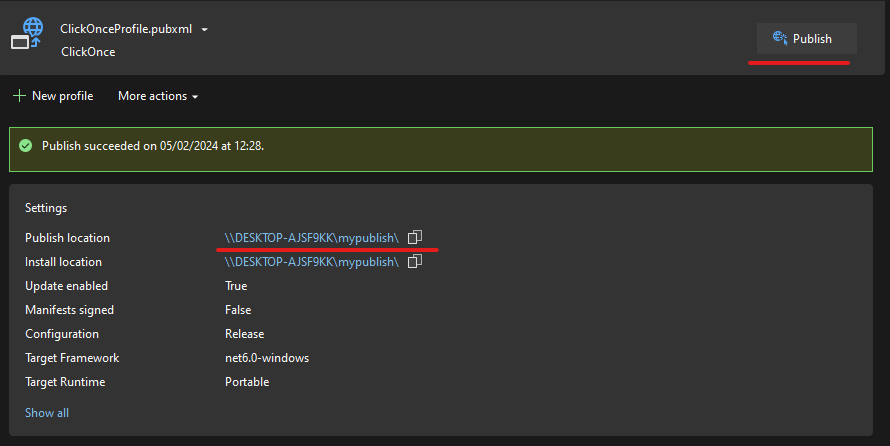 ClickOnceProfile.pubxml
ClickOnce
Publish
New profile More actions
Publish succeeded on 05/02/2024 at 12:28.
Settings
Publish location \\DESKTOP-AJSF9KK\mypublish\
Install location \\DESKTOP-AJSF9KK\mypublish\
Update enabled True
Manifests signed False
Configuration Release
Target Framework net6.0-windows
Target Runtime Portable
Show all